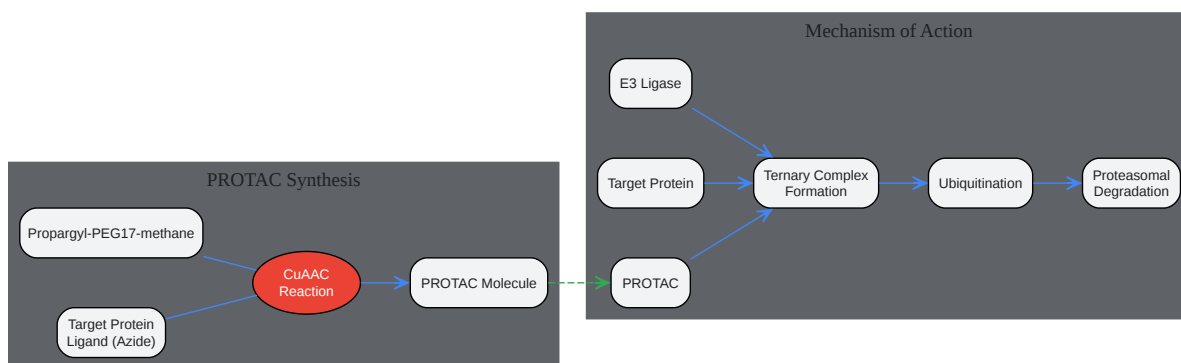 PROTAC Synthesis
Propargyl-PEG17-methane
Target Protein
Ligand (Azide)
CuAAC
Reaction
PROTAC Molecule
Mechanism of Action
E3 Ligase
Target Protein
PROTAC
Ternary Complex
Formation
Ubiquitination
Proteasomal
Degradation